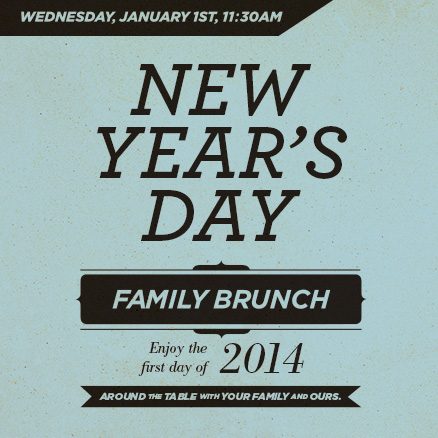 WEDNESDAY, JANUARY 1ST, 11:30AM
NEW
YEAR'S
DAY
FAMILY BRUNCH
Enjoy the
first day of 2014
AROUND THE TABLE WITH YOUR FAMILY AND OURS.